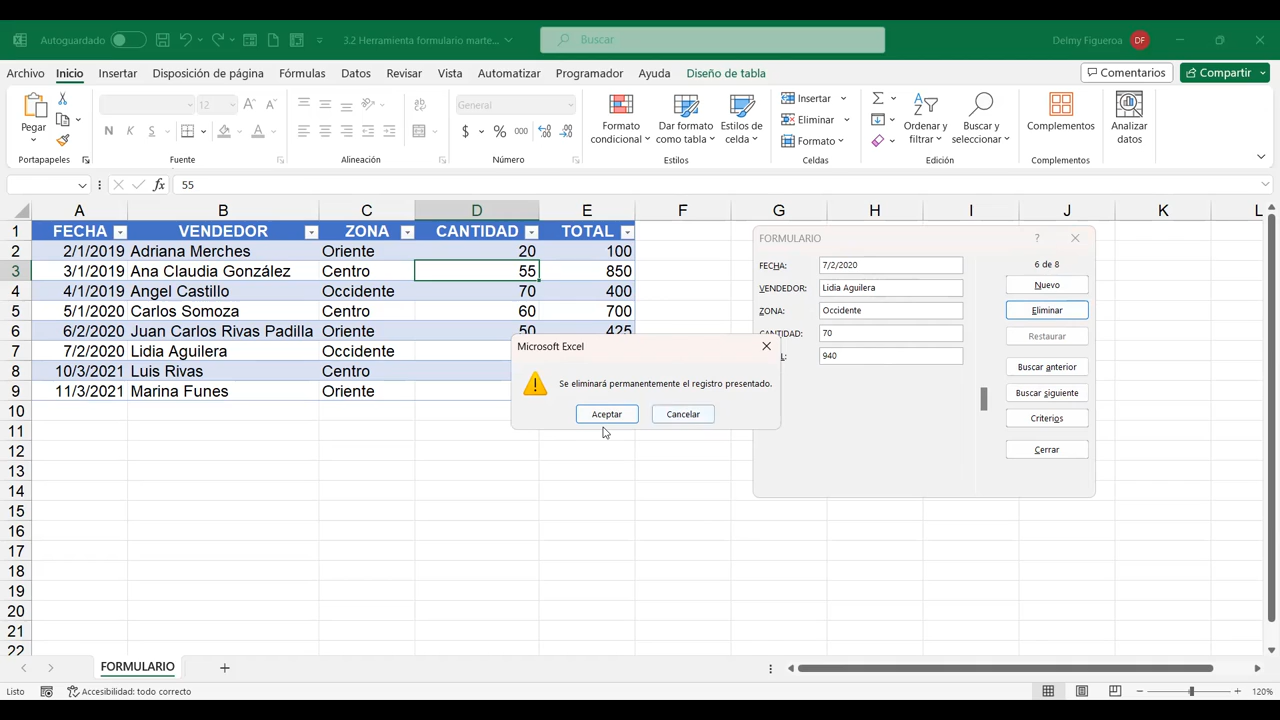 Autoguardado
3.2 Herramienta formulario marte...
Buscar
Delmy Figueroa
DF
Archivo Inicio Insertar Disposición de página Fórmulas Datos Revisar Vista Automatizar Programador Ayuda Diseño de tabla
Comentarios
Compartir
Pegar
12
General
N K S
$ % 000
Formato condicional
Dar formato como tabla
Estilos de celda
Insertar
Eliminar
Formato
Ordenar y filtrar
Buscar y seleccionar
Complementos
Analizar datos
Portapapeles Fuente Alineación Número Estilos Celdas Edición Complementos
fx 55
A B C D E F G H I J K L
1 FECHA VENDEDOR ZONA CANTIDAD TOTAL
2 2/1/2019 Adriana Merches Oriente 20 100
3 3/1/2019 Ana Claudia González Centro 55 850
4 4/1/2019 Angel Castillo Occidente 70 400
5 5/1/2020 Carlos Somoza Centro 60 700
6 6/2/2020 Juan Carlos Rivas Padilla Oriente 50 425
7 7/2/2020 Lidia Aguilera Occidente
8 10/3/2021 Luis Rivas Centro
9 11/3/2021 Marina Funes Oriente
10
11
12
13
14
15
16
17
18
19
20
21
22
FORMULARIO ?
FECHA: 7/2/2020
VENDEDOR: Lidia Aguilera
ZONA: Occidente
CANTIDAD: 70
L: 940
6 de 8
Nuevo
Eliminar
Restaurar
Buscar anterior
Buscar siguiente
Criterios
Cerrar
Microsoft Excel
Se eliminará permanentemente el registro presentado.
Aceptar Cancelar
FORMULARIO
Listo
Accesibilidad: todo correcto
120%